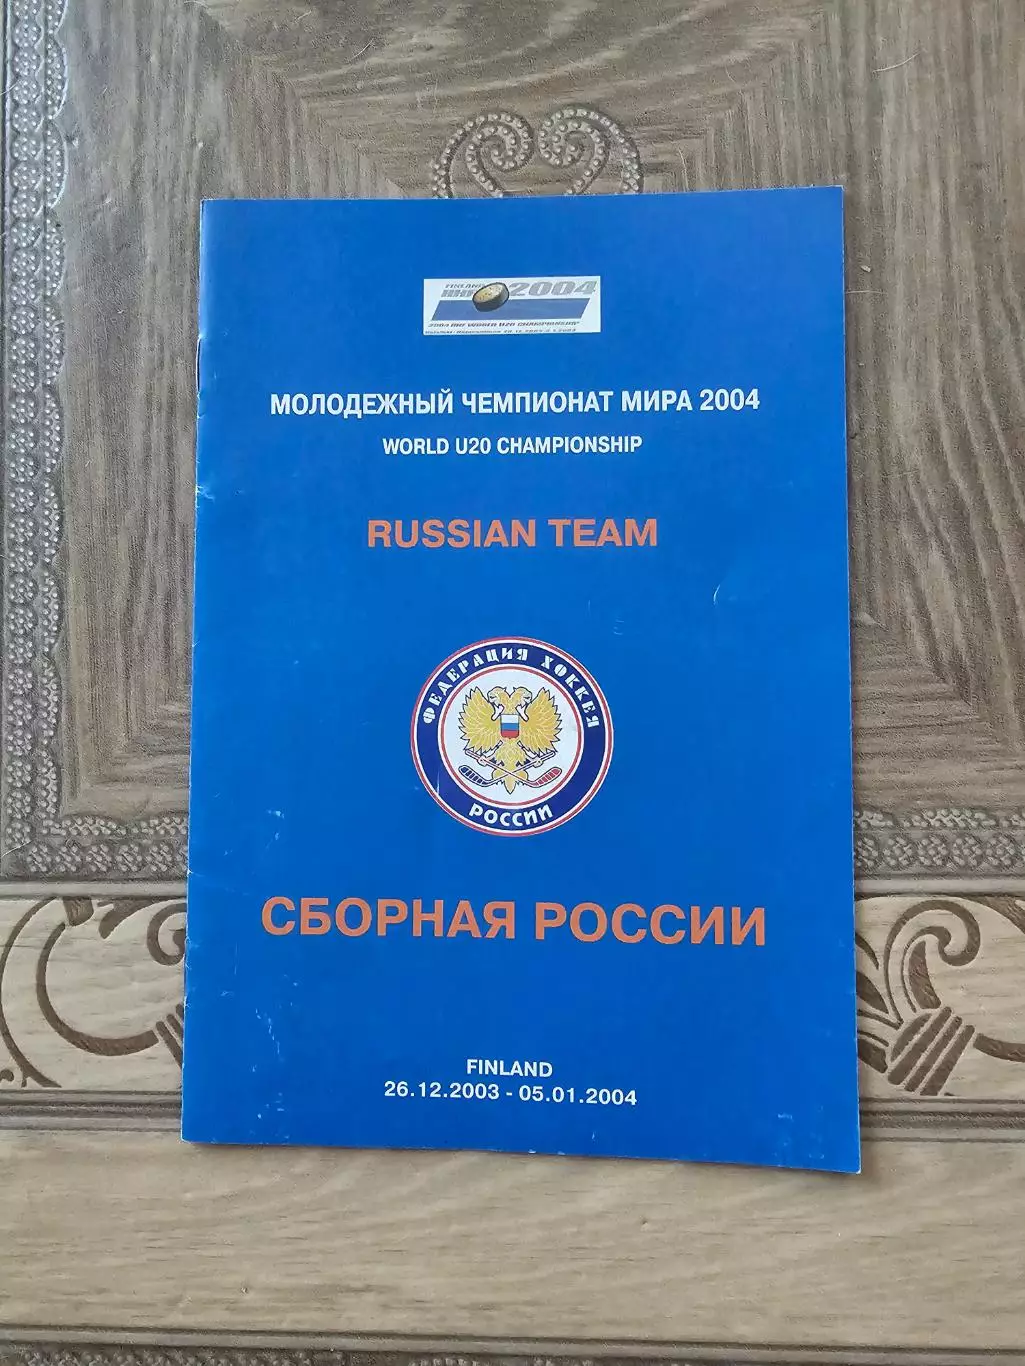 FINLAND
2004
2004 IIHF WORLD U20 CHAMPIONSHIP
МОЛОДЕЖНЫЙ ЧЕМПИОНАТ МИРА 2004
WORLD U20 CHAMPIONSHIP
RUSSIAN TEAM
ФЕДЕРАЦИЯ ХОККЕЯ
РОССИИ
СБОРНАЯ РОССИИ
FINLAND
26.12.2003 - 05.01.2004